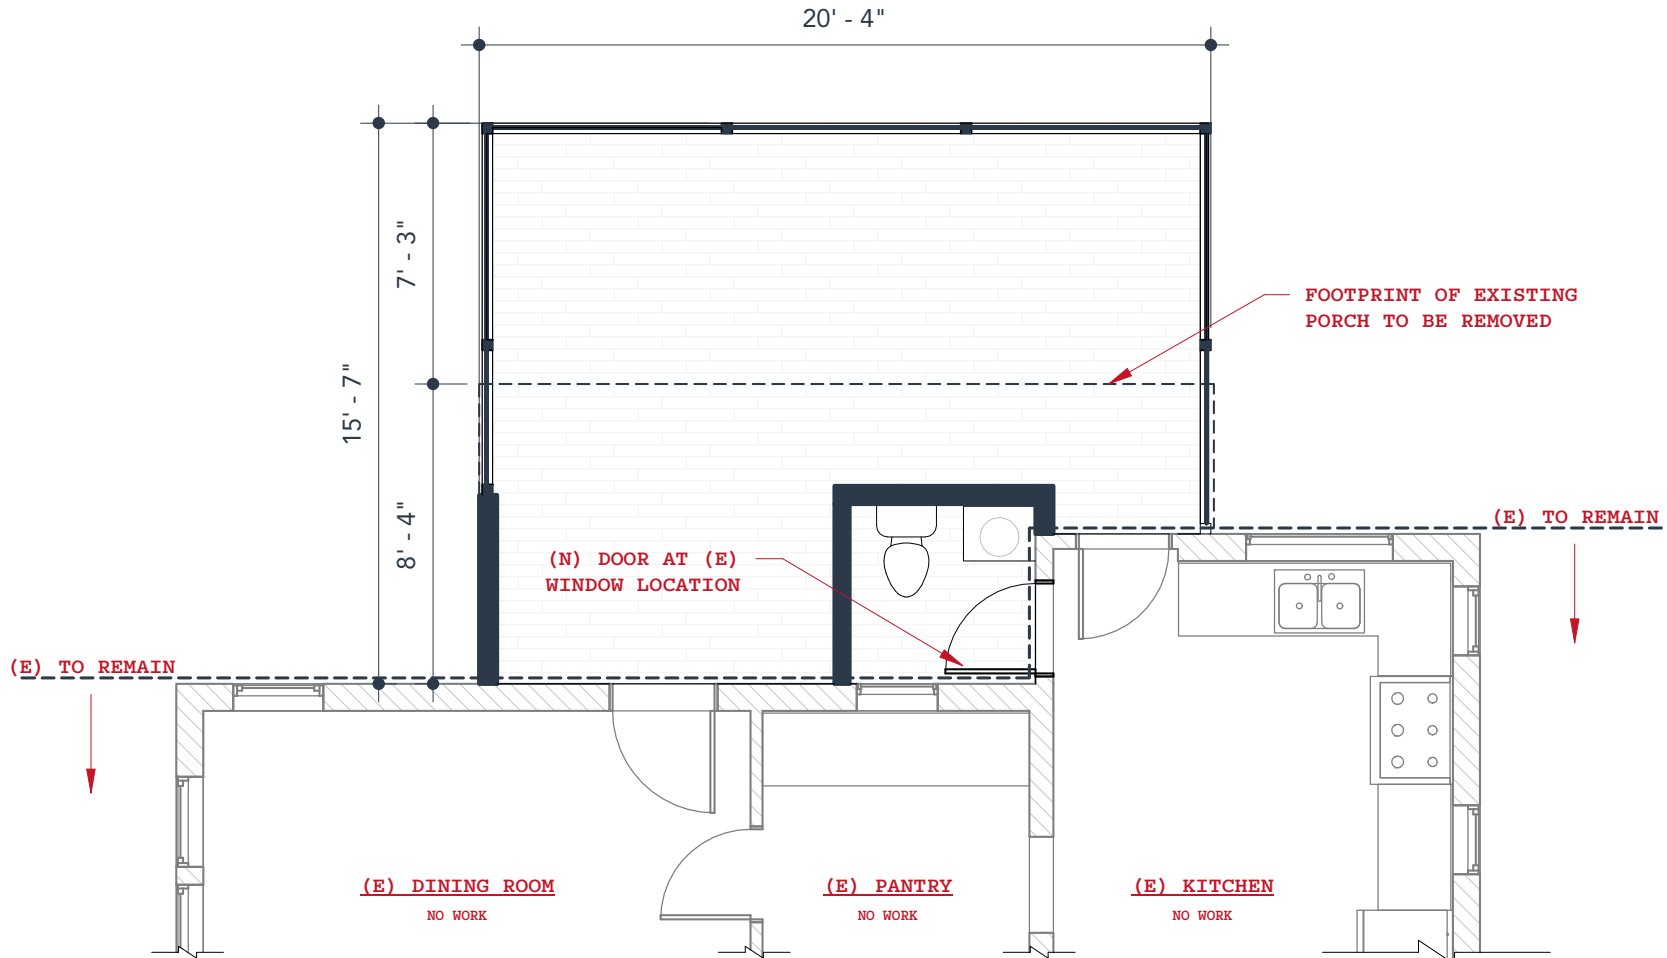 20' - 4"
7' - 3"
15' - 7"
8' - 4"
FOOTPRINT OF EXISTING
PORCH TO BE REMOVED
(E) TO REMAIN
(N) DOOR AT (E)
WINDOW LOCATION
(E) TO REMAIN
(E) DINING ROOM
NO WORK
(E) PANTRY
NO WORK
(E) KITCHEN
NO WORK